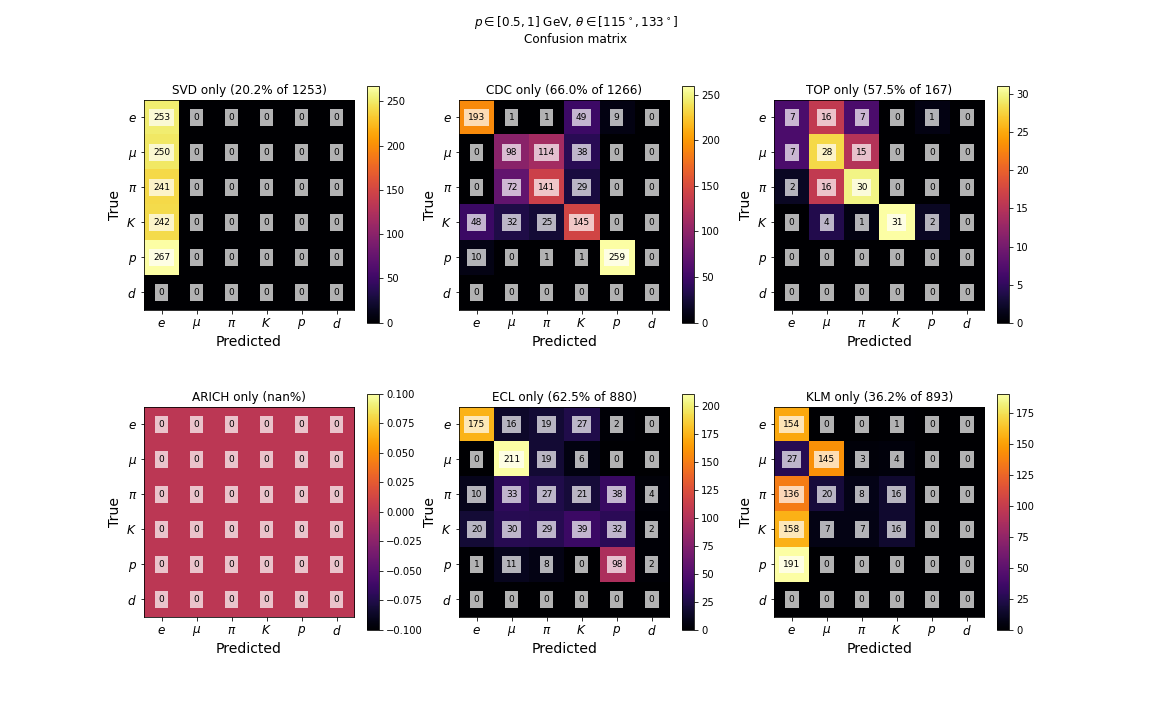 p ∈ [0.5, 1] GeV, θ ∈ [115°, 133°]
Confusion matrix
SVD only (20.2% of 1253)
True
e 253 0 0 0 0 0
μ 250 0 0 0 0 0
π 241 0 0 0 0 0
K 242 0 0 0 0 0
p 267 0 0 0 0 0
d 0 0 0 0 0 0
e μ π K p d
Predicted
250
200
150
100
50
0
CDC only (66.0% of 1266)
True
e 193 1 1 49 9 0
μ 0 98 114 38 0 0
π 0 72 141 29 0 0
K 48 32 25 145 0 0
p 10 0 1 1 259 0
d 0 0 0 0 0 0
e μ π K p d
Predicted
250
200
150
100
50
0
TOP only (57.5% of 167)
True
e 7 16 7 0 1 0
μ 7 28 15 0 0 0
π 2 16 30 0 0 0
K 0 4 1 31 2 0
p 0 0 0 0 0 0
d 0 0 0 0 0 0
e μ π K p d
Predicted
30
25
20
15
10
5
0
ARICH only (nan%)
True
e 0 0 0 0 0 0
μ 0 0 0 0 0 0
π 0 0 0 0 0 0
K 0 0 0 0 0 0
p 0 0 0 0 0 0
d 0 0 0 0 0 0
e μ π K p d
Predicted
0.100
0.075
0.050
0.025
0.000
−0.025
−0.050
−0.075
−0.100
ECL only (62.5% of 880)
True
e 175 16 19 27 2 0
μ 0 211 19 6 0 0
π 10 33 27 21 38 4
K 20 30 29 39 32 2
p 1 11 8 0 98 2
d 0 0 0 0 0 0
e μ π K p d
Predicted
200
175
150
125
100
75
50
25
0
KLM only (36.2% of 893)
True
e 154 0 0 1 0 0
μ 27 145 3 4 0 0
π 136 20 8 16 0 0
K 158 7 7 16 0 0
p 191 0 0 0 0 0
d 0 0 0 0 0 0
e μ π K p d
Predicted
175
150
125
100
75
50
25
0